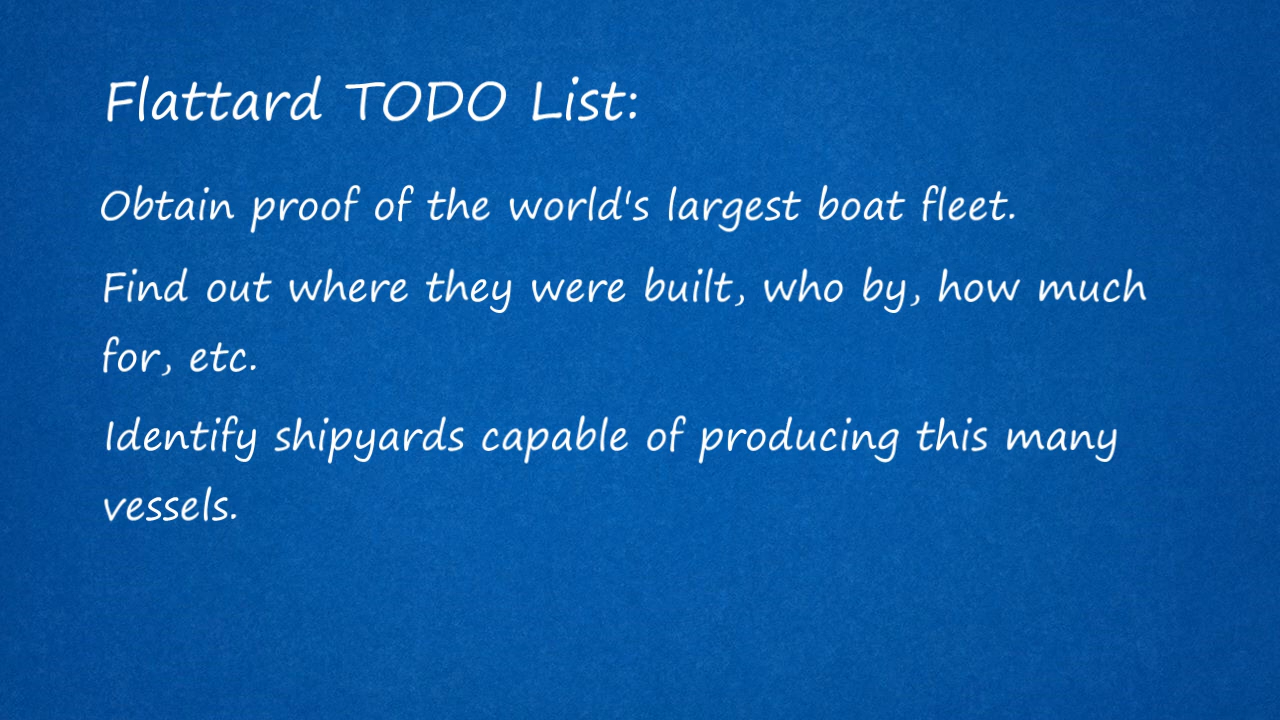 Flattard TODO List:
Obtain proof of the world's largest boat fleet.
Find out where they were built, who by, how much
for, etc.
Identify shipyards capable of producing this many
vessels.